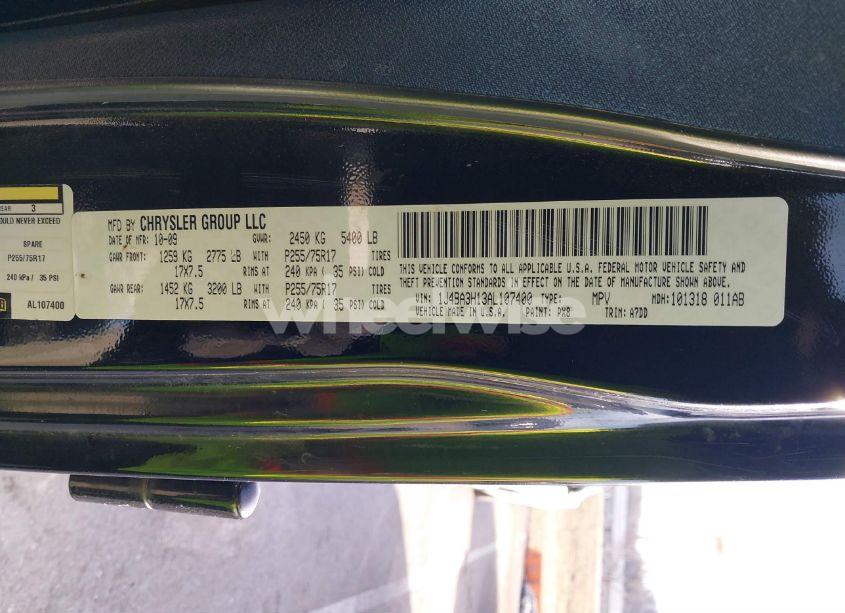 EAR 3
OULD NEVER EXCEED
SPARE
P255/75R17
240 kPa / 35 PSI
AL107400
MFD BY CHRYSLER GROUP LLC
DATE OF MFR: 10-09 GVWR: 2450 KG 5400 LB
GAWR FRONT: 1259 KG 2775 LB WITH P255/75R17 TIRES
17X7.5 RIMS AT 240 KPA ( 35 PSI) COLD
GAWR REAR: 1452 KG 3200 LB WITH P255/75R17 TIRES
17X7.5 RIMS AT 240 KPA ( 35 PSI) COLD
THIS VEHICLE CONFORMS TO ALL APPLICABLE U.S.A. FEDERAL MOTOR VEHICLE SAFETY AND
THEFT PREVENTION STANDARDS IN EFFECT ON THE DATE OF MANUFACTURE SHOWN ABOVE.
VIN: 1J4BA3H13AL107400 TYPE: MPV MDH: 101318 011AB
VEHICLE MADE IN U.S.A. PAINT: PX8 TRIM: A7DD
wheelwise